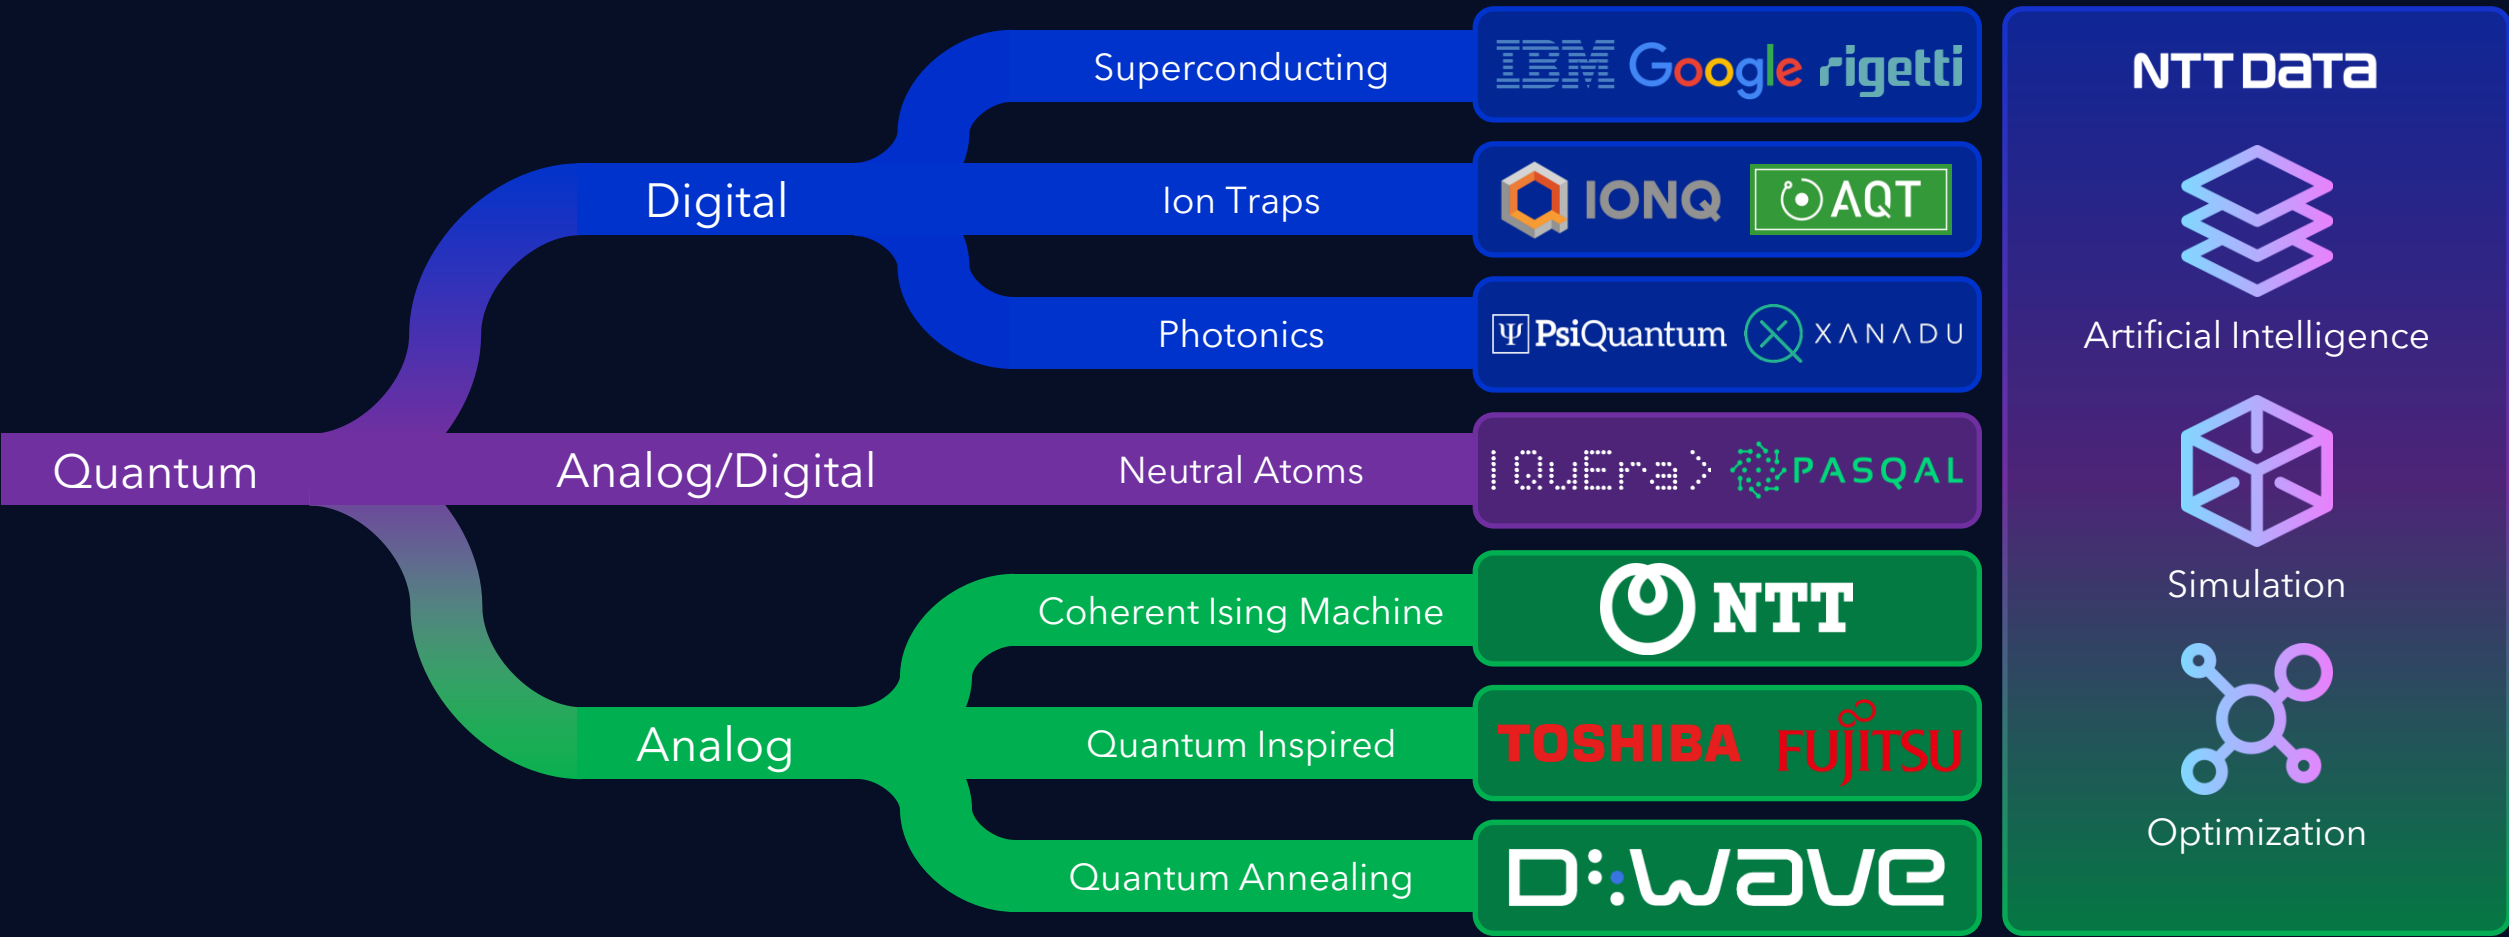 Quantum
Digital
Superconducting
IBM Google rigetti
Ion Traps
IONQ AQT
Photonics
Ψ PsiQuantum XANADU
Analog/Digital
Neutral Atoms
|QuEra> PASQAL
Analog
Coherent Ising Machine
NTT
Quantum Inspired
TOSHIBA FUJITSU
Quantum Annealing
D:wave
NTT DATA
Artificial Intelligence
Simulation
Optimization